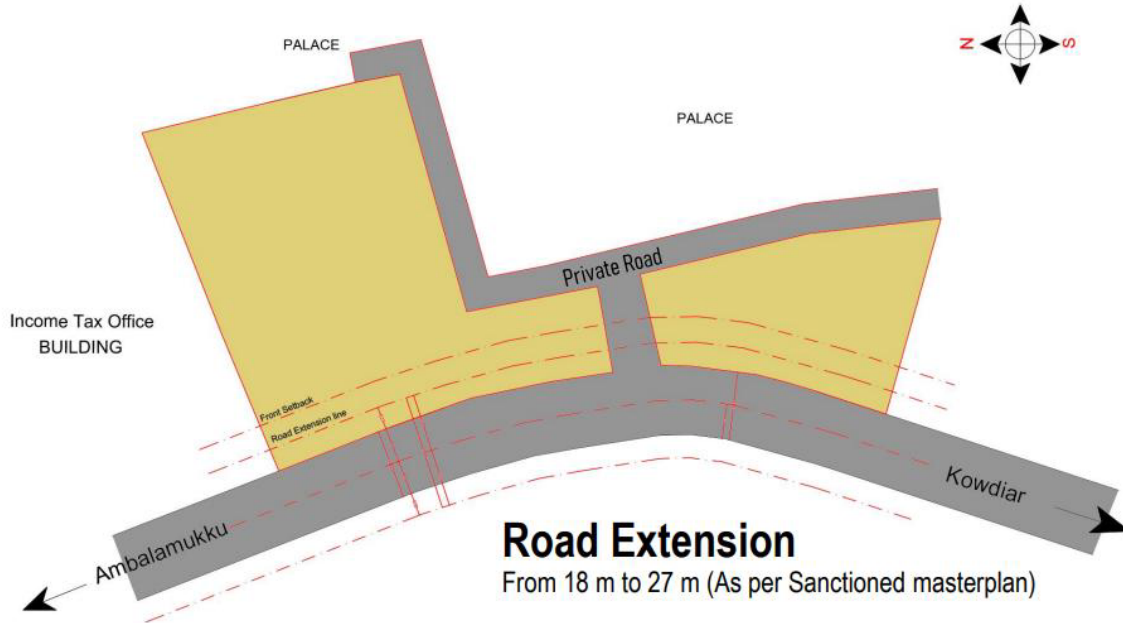 PALACE
N
S
PALACE
Private Road
Income Tax Office
BUILDING
Front Setback
Road Extension line
Ambalamukku
Kowdiar
Road Extension
From 18 m to 27 m (As per Sanctioned masterplan)